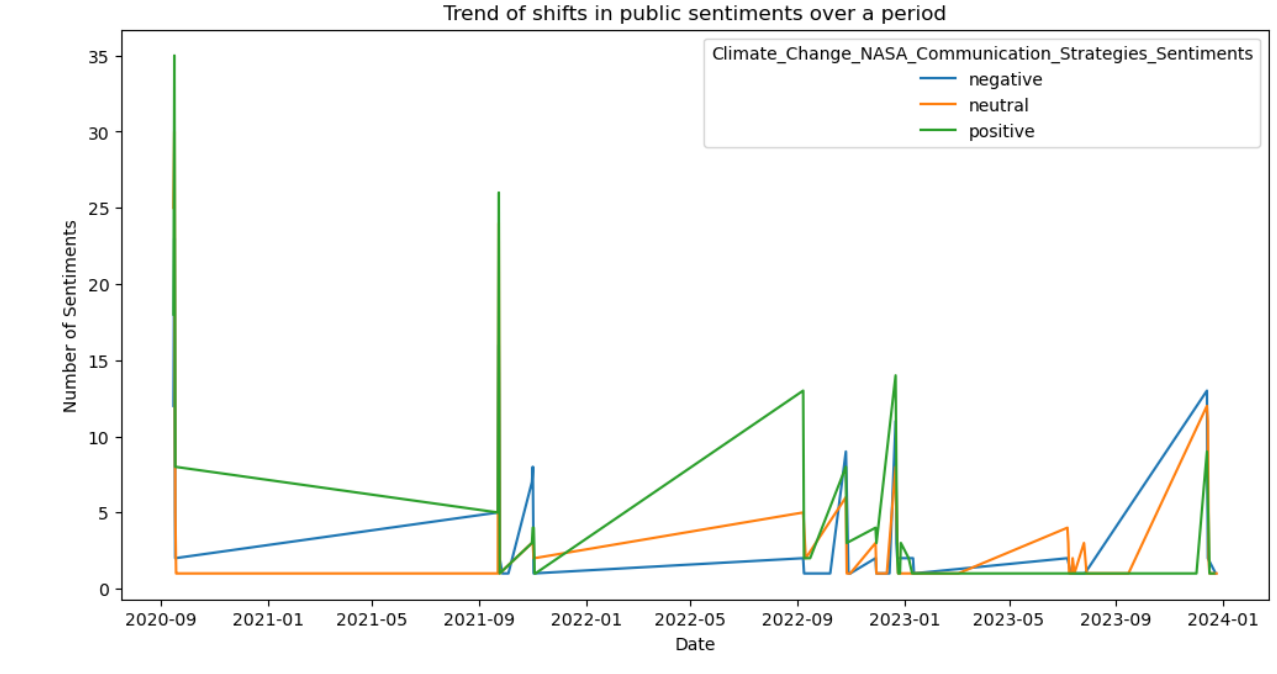 Trend of shifts in public sentiments over a period
Climate_Change_NASA_Communication_Strategies_Sentiments
negative
neutral
positive
Number of Sentiments
35
30
25
20
15
10
5
0
2020-09 2021-01 2021-05 2021-09 2022-01 2022-05 2022-09 2023-01 2023-05 2023-09 2024-01
Date